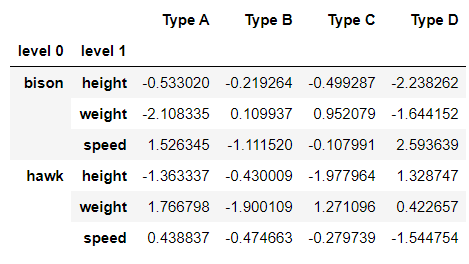 Type A Type B Type C Type D
level 0 level 1
bison height -0.533020 -0.219264 -0.499287 -2.238262
weight -2.108335 0.109937 0.952079 -1.644152
speed 1.526345 -1.111520 -0.107991 2.593639
hawk height -1.363337 -0.430009 -1.977964 1.328747
weight 1.766798 -1.900109 1.271096 0.422657
speed 0.438837 -0.474663 -0.279739 -1.544754